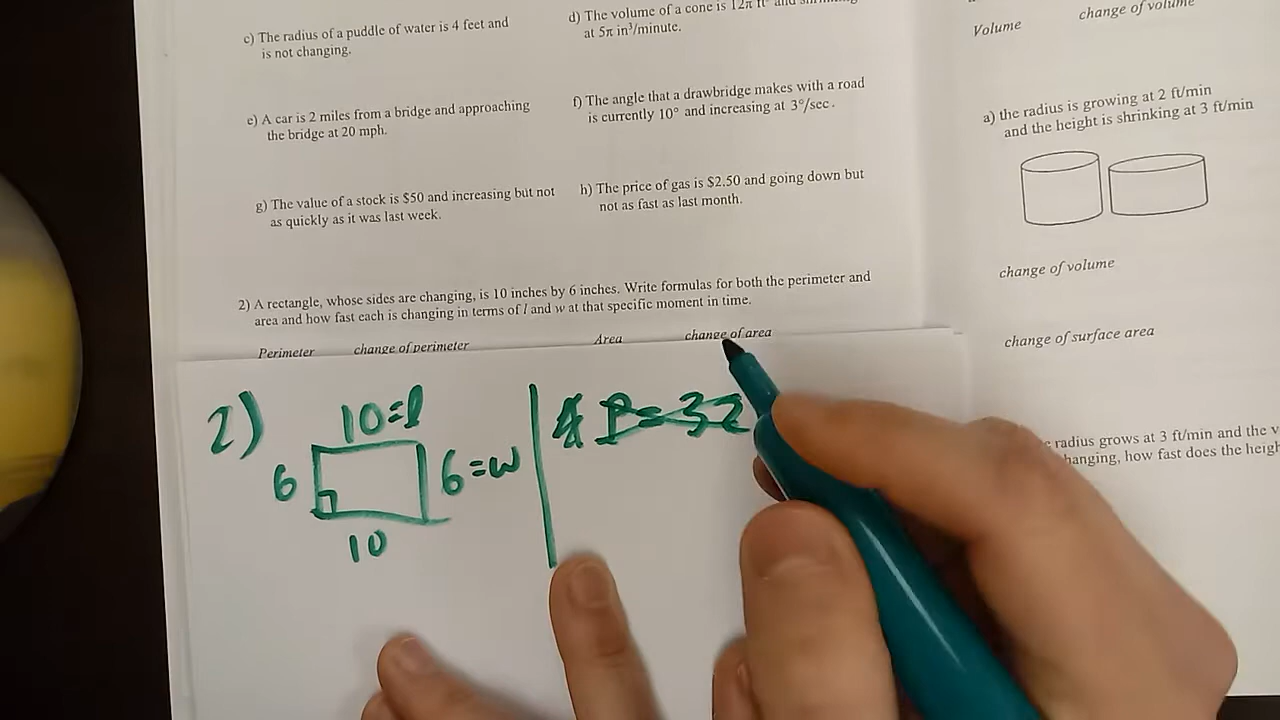 c) The radius of a puddle of water is 4 feet and
is not changing.
d) The volume of a cone is 12π ft³ and shrinking
at 5π in³/minute.
e) A car is 2 miles from a bridge and approaching
the bridge at 20 mph.
f) The angle that a drawbridge makes with a road
is currently 10° and increasing at 3°/sec.
g) The value of a stock is $50 and increasing but not
as quickly as it was last week.
h) The price of gas is $2.50 and going down but
not as fast as last month.
2) A rectangle, whose sides are changing, is 10 inches by 6 inches. Write formulas for both the perimeter and
area and how fast each is changing in terms of l and w at that specific moment in time.
Perimeter change of perimeter Area change of area
2)
10=l
6
6=w
10
P=32
Volume
change of volume
a) the radius is growing at 2 ft/min
and the height is shrinking at 3 ft/min
change of volume
change of surface area
radius grows at 3 ft/min and the
hanging, how fast does the